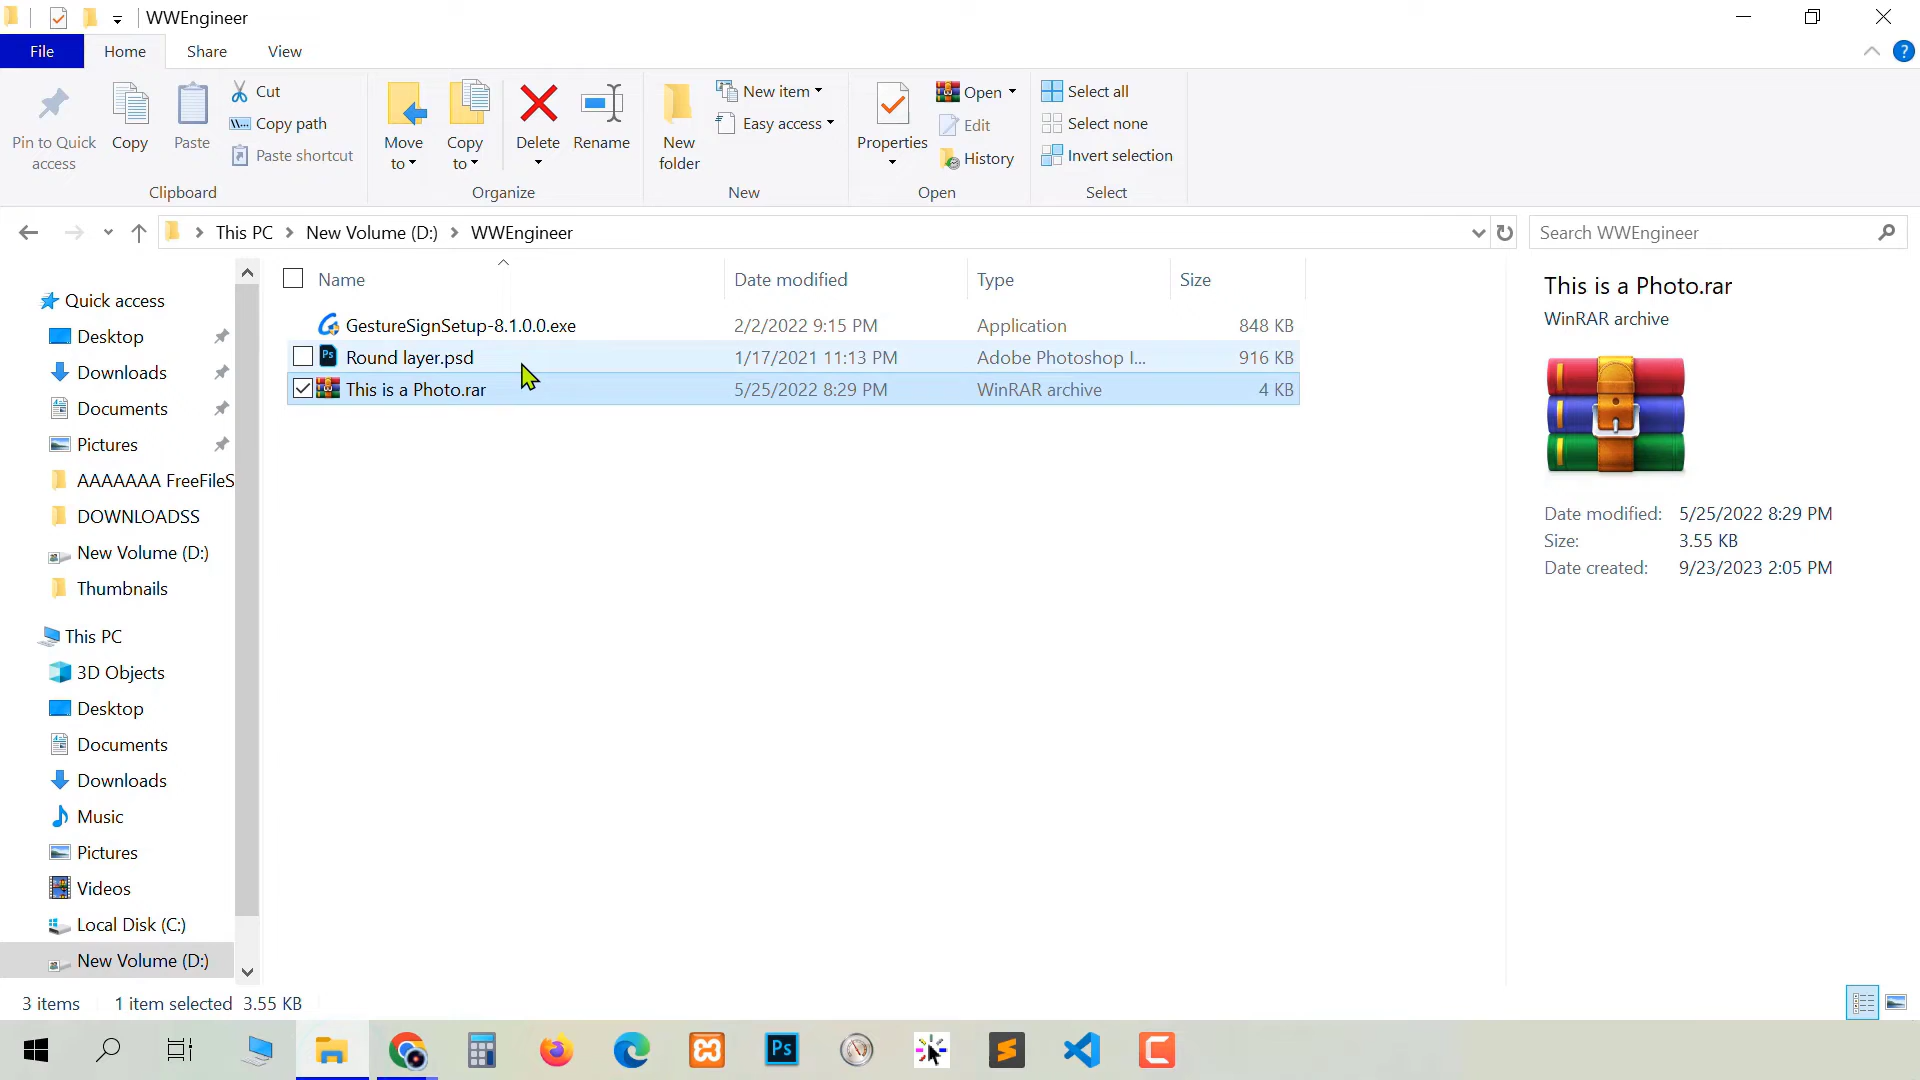 WWEngineer
File Home Share View
Pin to Quick access
Copy
Paste
Cut
Copy path
Paste shortcut
Clipboard
Move to
Copy to
Delete
Rename
Organize
New folder
New item
Easy access
New
Properties
Open
Edit
History
Open
Select all
Select none
Invert selection
Select
This PC New Volume (D:) WWEngineer
Search WWEngineer
Quick access
Desktop
Downloads
Documents
Pictures
AAAAAAA FreeFileS
DOWNLOADSS
New Volume (D:)
Thumbnails
This PC
3D Objects
Desktop
Documents
Downloads
Music
Pictures
Videos
Local Disk (C:)
New Volume (D:)
Name Date modified Type Size
GestureSignSetup-8.1.0.0.exe 2/2/2022 9:15 PM Application 848 KB
Ps Round layer.psd 1/17/2021 11:13 PM Adobe Photoshop I... 916 KB
This is a Photo.rar 5/25/2022 8:29 PM WinRAR archive 4 KB
This is a Photo.rar
WinRAR archive
Date modified: 5/25/2022 8:29 PM
Size: 3.55 KB
Date created: 9/23/2023 2:05 PM
3 items 1 item selected 3.55 KB
Ps